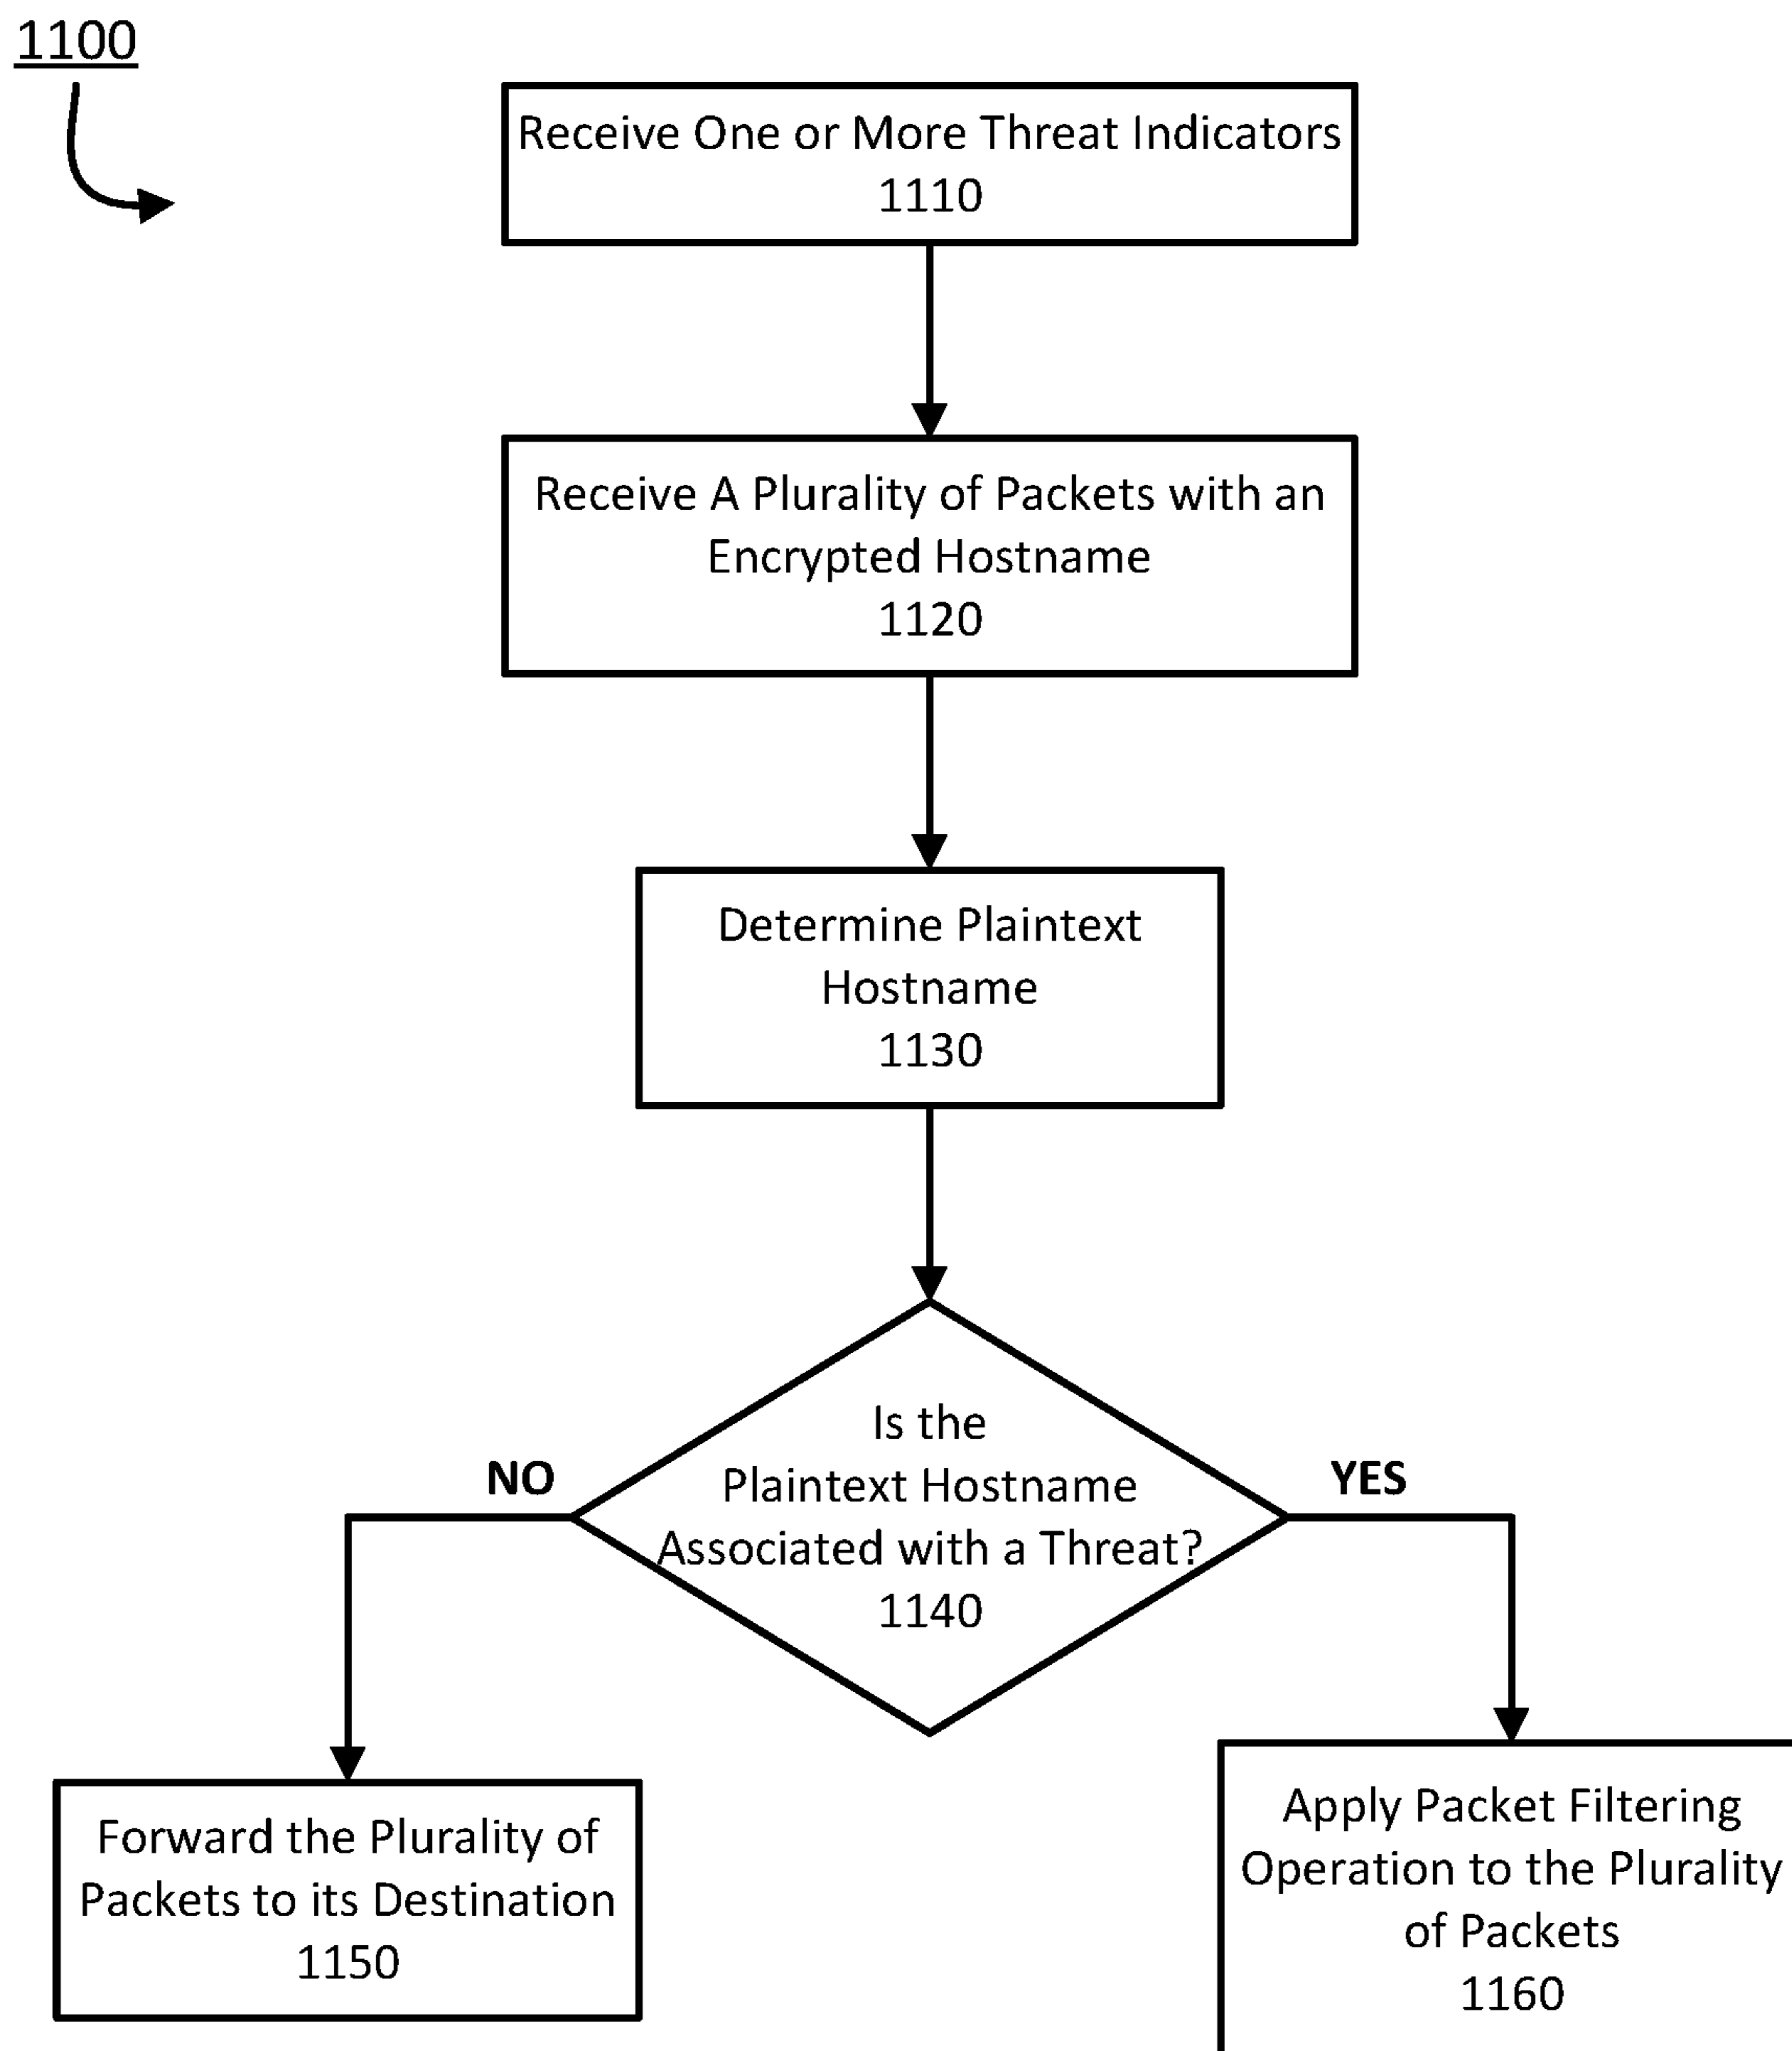 1100
Receive One or More Threat Indicators
1110
Receive A Plurality of Packets with an
Encrypted Hostname
1120
Determine Plaintext
Hostname
1130
Is the
Plaintext Hostname
Associated with a Threat?
1140
NO
YES
Forward the Plurality of
Packets to its Destination
1150
Apply Packet Filtering
Operation to the Plurality
of Packets
1160